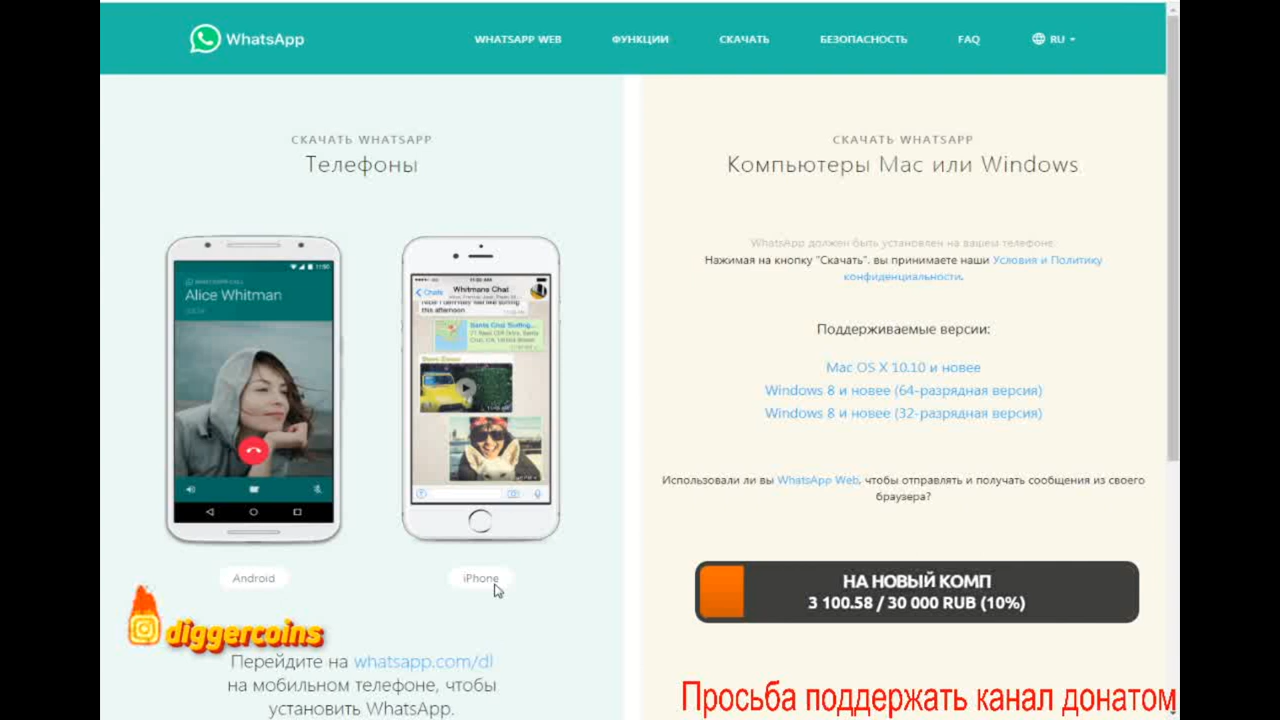 WhatsApp
WHATSAPP WEB
ФУНКЦИИ
СКАЧАТЬ
БЕЗОПАСНОСТЬ
FAQ
RU
СКАЧАТЬ WHATSAPP
Телефоны
WHATSAPP CALL
Alice Whitman
Chats
Whitmans Chat
this afternoon
Android
iPhone
diggercoins
Перейдите на whatsapp.com/dl
на мобильном телефоне, чтобы
установить WhatsApp.
СКАЧАТЬ WHATSAPP
Компьютеры Mac или Windows
WhatsApp должен быть установлен на вашем телефоне.
Нажимая на кнопку "Скачать", вы принимаете наши Условия и Политику
конфиденциальности.
Поддерживаемые версии:
Mac OS X 10.10 и новее
Windows 8 и новее (64-разрядная версия)
Windows 8 и новее (32-разрядная версия)
Использовали ли вы WhatsApp Web, чтобы отправлять и получать сообщения из своего
браузера?
НА НОВЫЙ КОМП
3 100.58 / 30 000 RUB (10%)
Просьба поддержать канал донатом